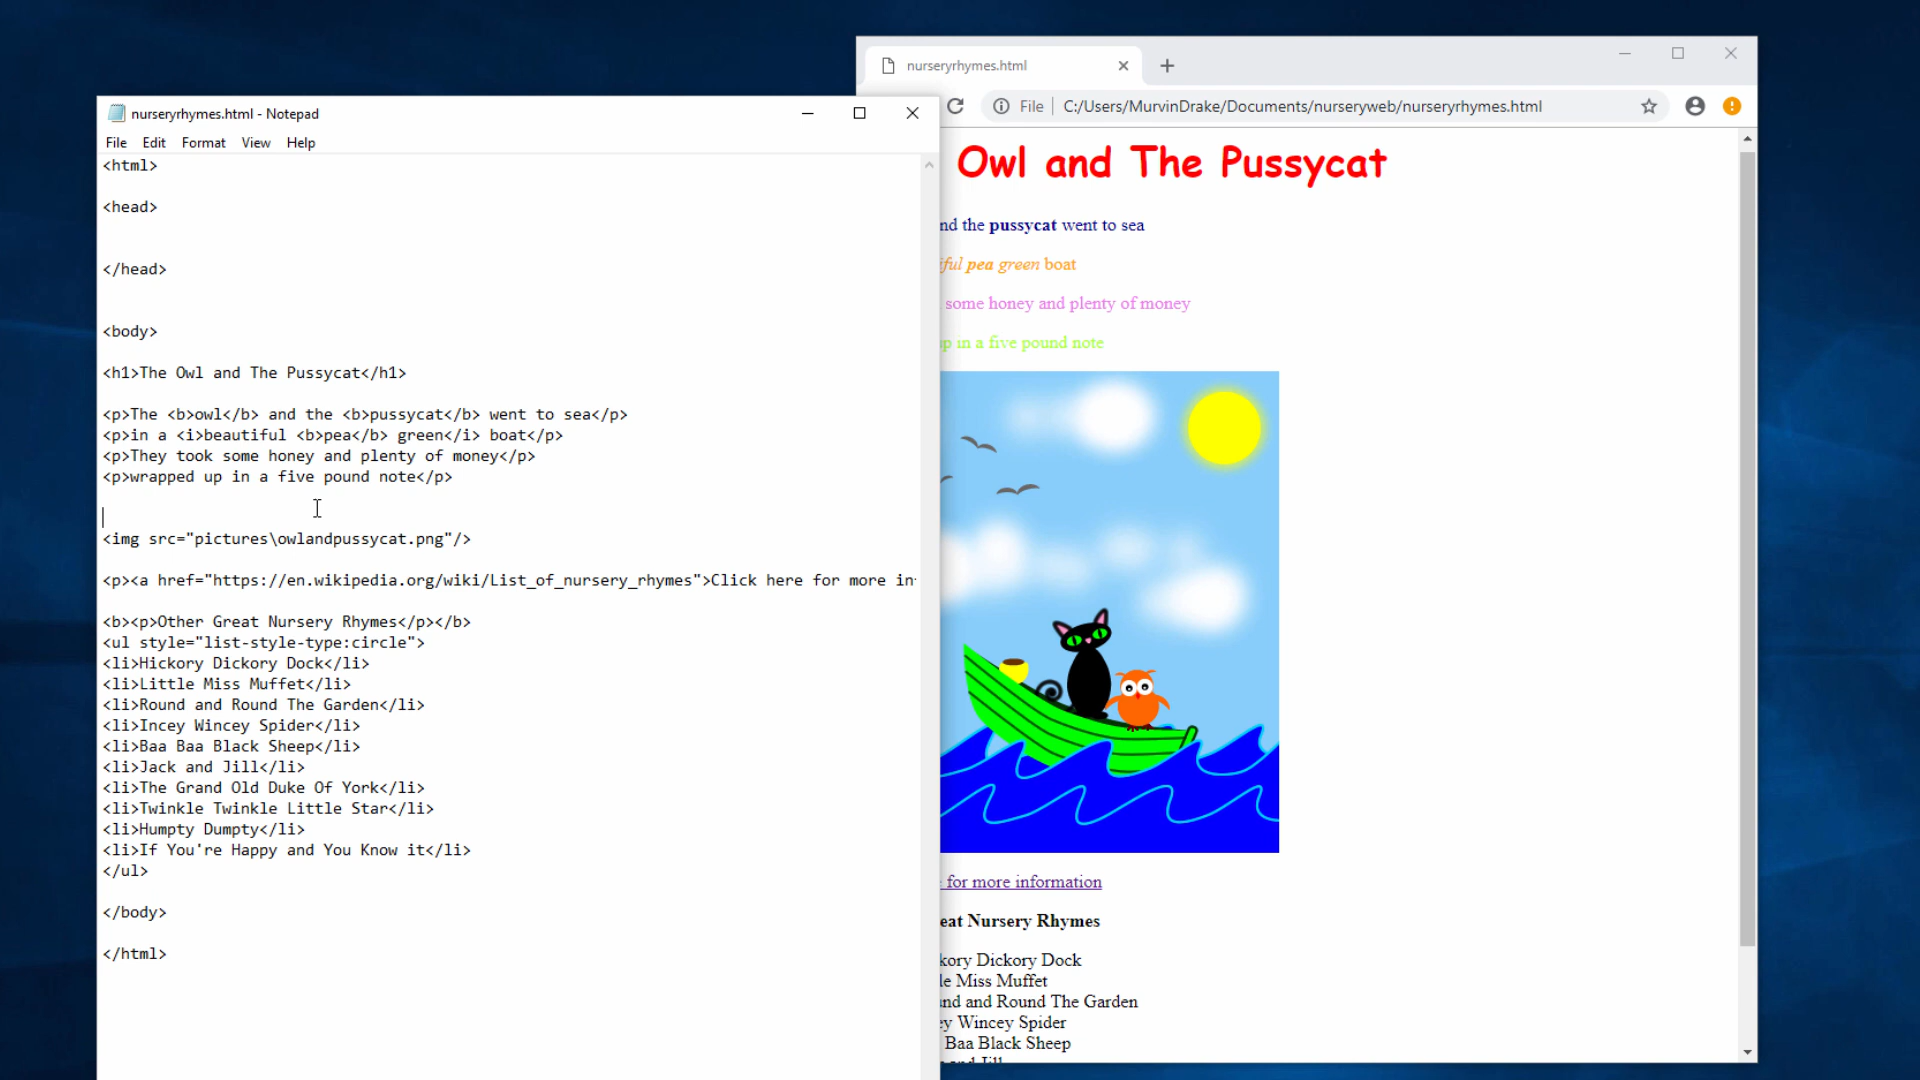 nurseryrhymes.html - Notepad
File Edit Format View Help
<html>
<head>
</head>
<body>
<h1>The Owl and The Pussycat</h1>
<p>The <b>owl</b> and the <b>pussycat</b> went to sea</p>
<p>in a <i>beautiful <b>pea</b> green</i> boat</p>
<p>They took some honey and plenty of money</p>
<p>wrapped up in a five pound note</p>
<img src="pictures\owlandpussycat.png"/>
<p><a href="https://en.wikipedia.org/wiki/List_of_nursery_rhymes">Click here for more in
<b><p>Other Great Nursery Rhymes</p></b>
<ul style="list-style-type:circle">
<li>Hickory Dickory Dock</li>
<li>Little Miss Muffet</li>
<li>Round and Round The Garden</li>
<li>Incey Wincey Spider</li>
<li>Baa Baa Black Sheep</li>
<li>Jack and Jill</li>
<li>The Grand Old Duke Of York</li>
<li>Twinkle Twinkle Little Star</li>
<li>Humpty Dumpty</li>
<li>If You're Happy and You Know it</li>
</ul>
</body>
</html>
nurseryrhymes.html
File C:/Users/MurvinDrake/Documents/nurseryweb/nurseryrhymes.html
Owl and The Pussycat
nd the pussycat went to sea
iful pea green boat
some honey and plenty of money
up in a five pound note
for more information
eat Nursery Rhymes
kory Dickory Dock
le Miss Muffet
nd and Round The Garden
ey Wincey Spider
Baa Black Sheep
and Jill